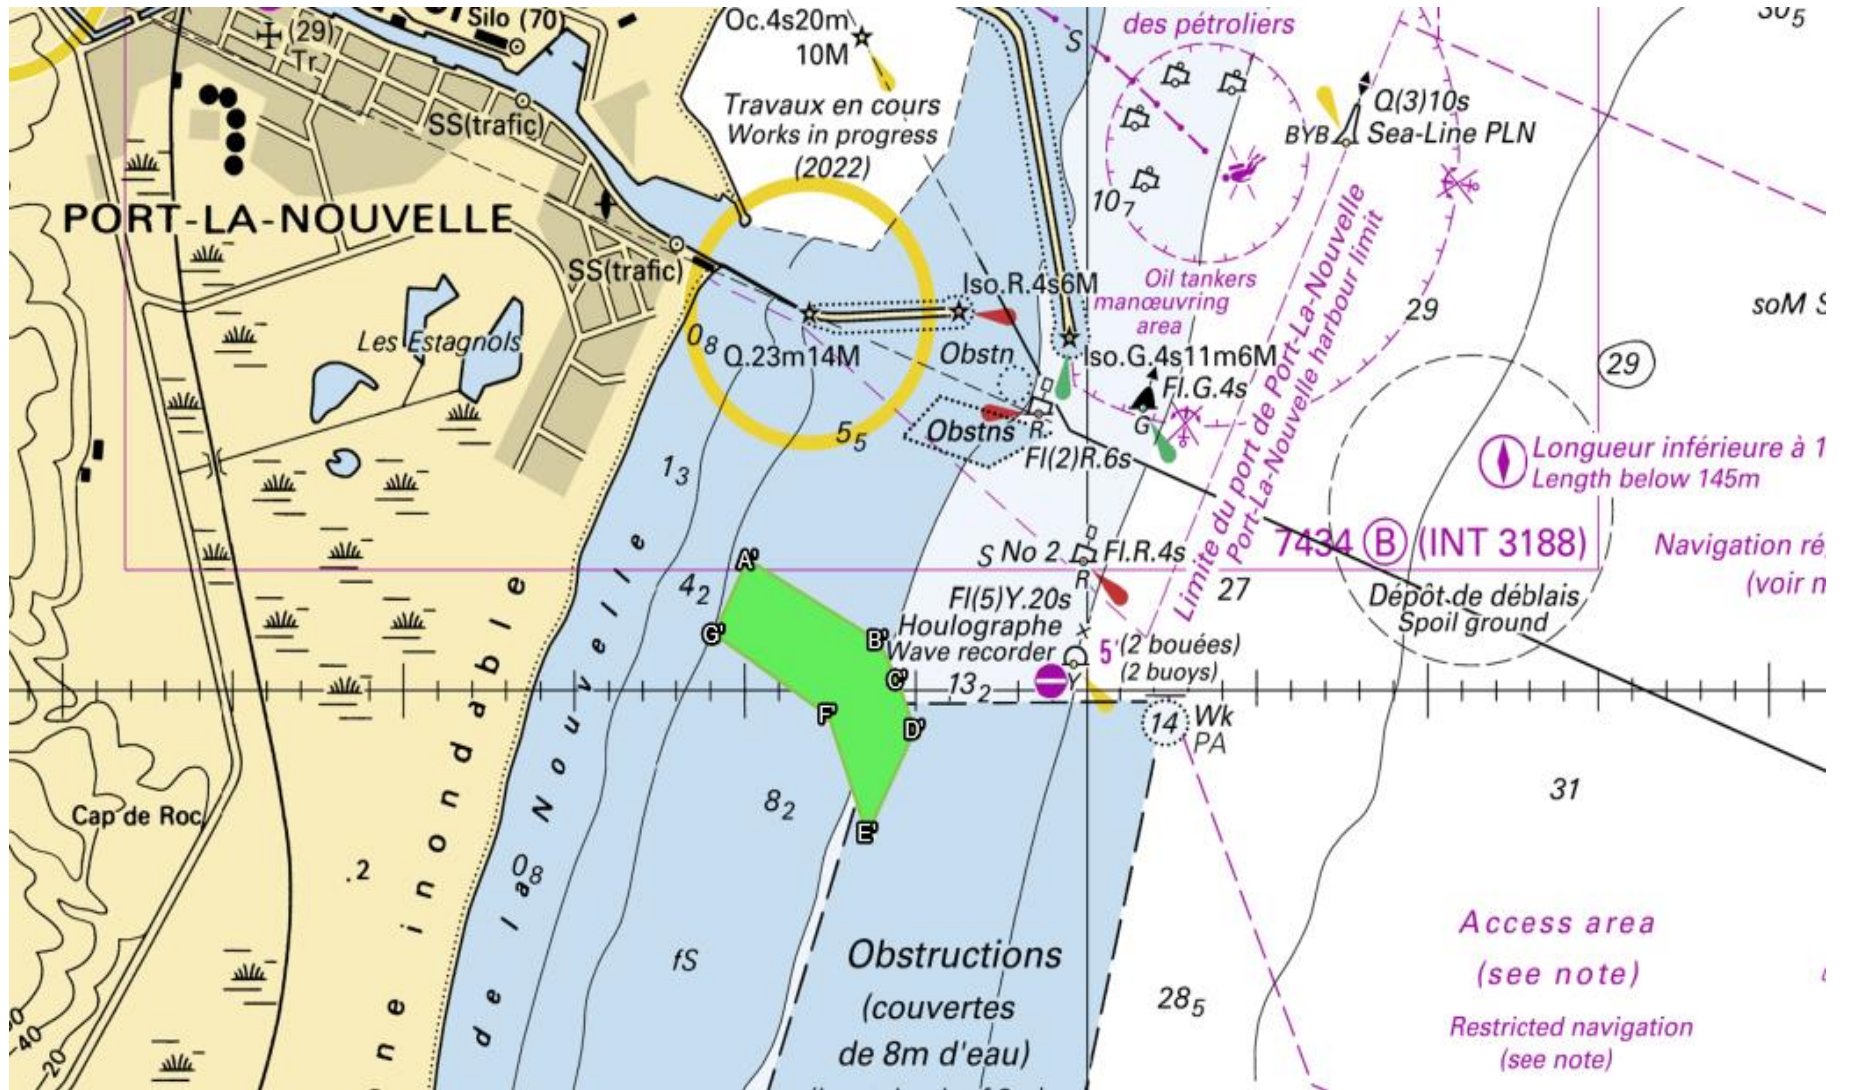 Silo (70)
(29)
Tr.
Oc.4s20m
10M
des pétroliers
30₅
S
Travaux en cours
Works in progress
(2022)
SS(trafic)
Q(3)10s
BYB
Sea-Line PLN
PORT-LA-NOUVELLE
10₇
SS(trafic)
Iso.R.4s6M
Oil tankers
manœuvring
area
Limite du port de Port-La-Nouvelle
Port-La-Nouvelle harbour limit
29
soM S
Les Estagnols
0₈
Q.23m14M
Obstn
Iso.G.4s11m6M
29
Fl.G.4s
G
5₅
Obstns
R
Fl(2)R.6s
1₃
Longueur inférieure à 1
Length below 145m
7434 B (INT 3188)
Navigation ré
(voir n
S No 2
Fl.R.4s
R
A'
4₂
27
Dépôt de déblais
Spoil ground
Fl(5)Y.20s
Houlographe
Wave recorder
5'
(2 bouées)
(2 buoys)
G'
B'
C'
13₂
Y
F'
D'
14
Wk
PA
31
8₂
E'
Cap de Roc
.2
0₈
one inondable
de la Nouvelle
fS
Obstructions
(couvertes
de 8m d'eau)
28₅
Access area
(see note)
Restricted navigation
(see note)
40
20